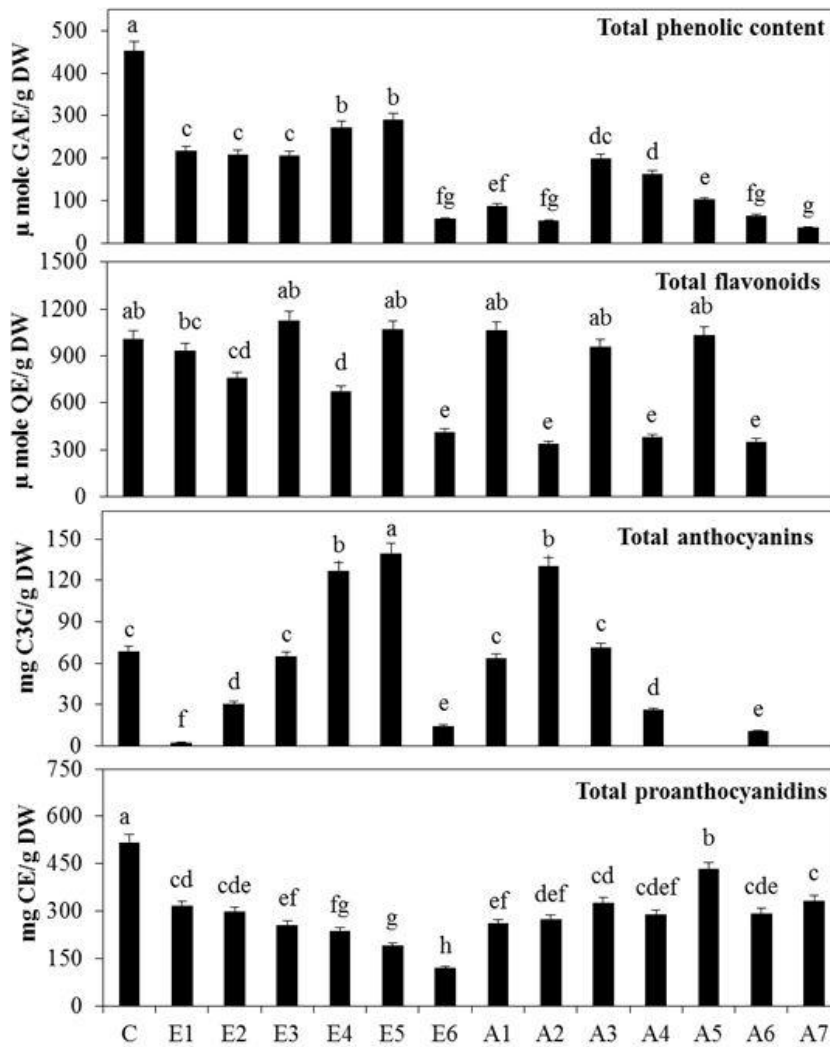 Total phenolic content
µ mole GAE/g DW
500
400
300
200
100
0
a
c
c
c
b
b
fg
ef
fg
dc
d
e
fg
g
Total flavonoids
µ mole QE/g DW
1500
1200
900
600
300
0
ab
bc
cd
ab
d
ab
e
ab
e
ab
e
ab
e
Total anthocyanins
mg C3G/g DW
150
120
90
60
30
0
c
f
d
c
b
a
e
c
b
c
d
e
Total proanthocyanidins
mg CE/g DW
750
600
450
300
150
0
a
cd
cde
ef
fg
g
h
ef
def
cd
cdef
b
cde
c
C E1 E2 E3 E4 E5 E6 A1 A2 A3 A4 A5 A6 A7